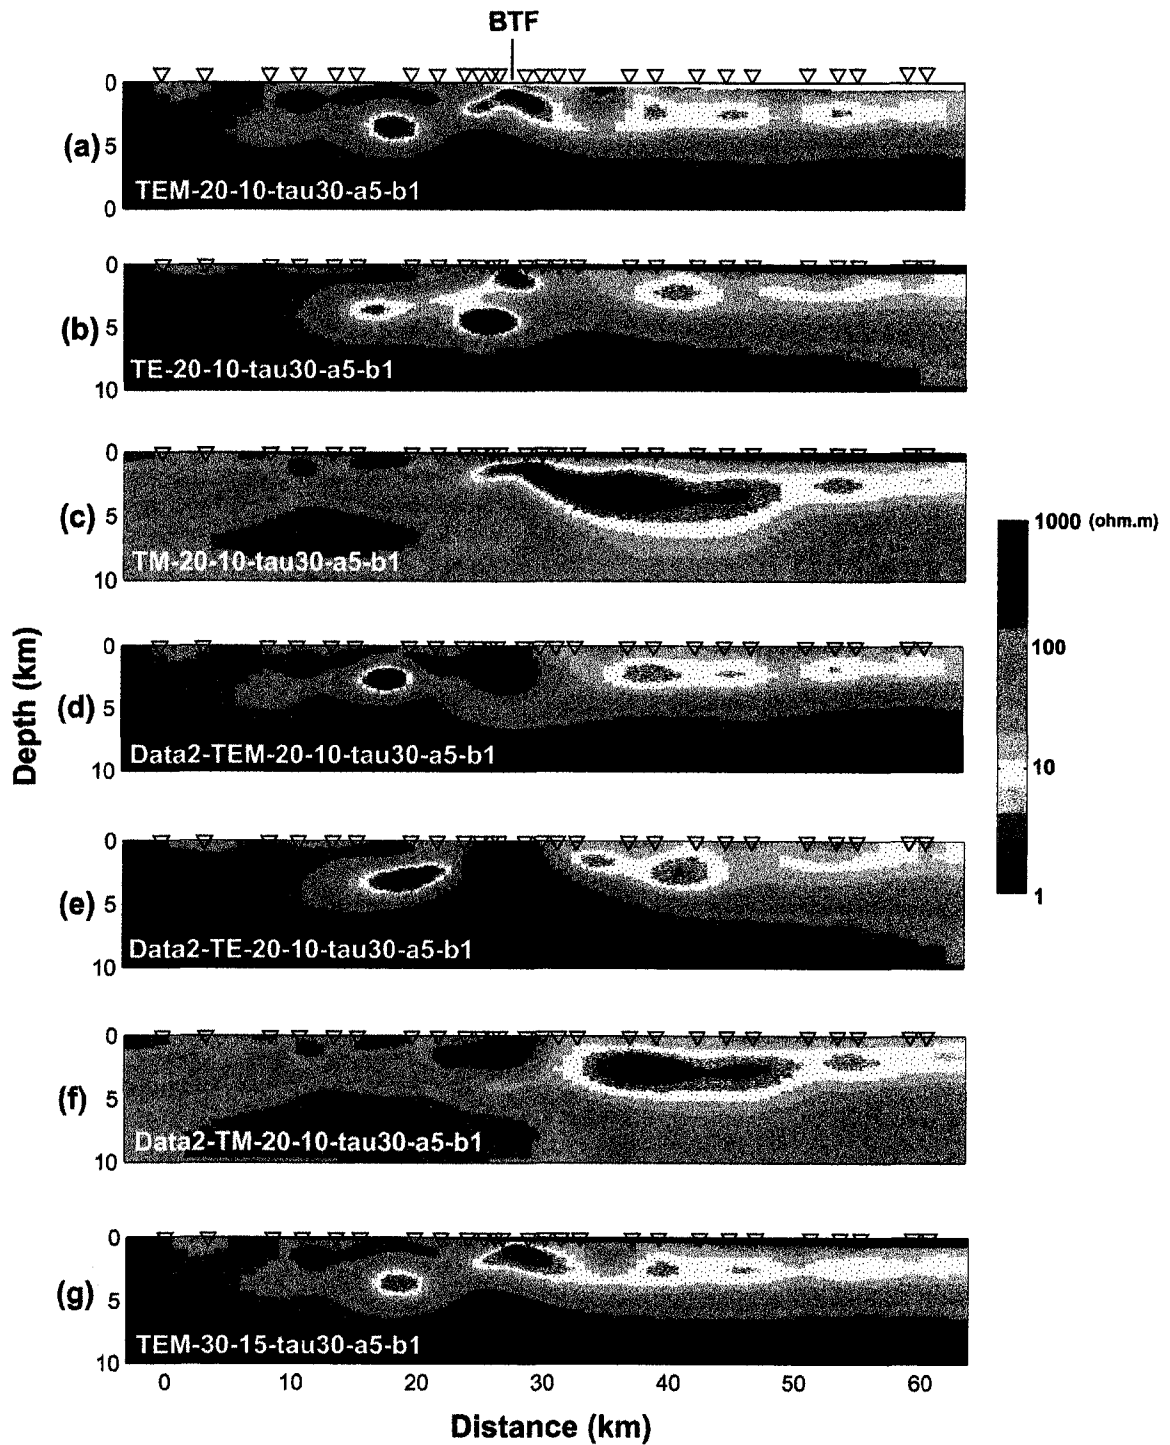 BTF
0
(a) 5
TEM-20-10-tau30-a5-b1
0
0
(b) 5
TE-20-10-tau30-a5-b1
10
0
(c) 5
TM-20-10-tau30-a5-b1
10
1000 (ohm.m)
100
10
1
Depth (km)
0
(d) 5
Data2-TEM-20-10-tau30-a5-b1
10
0
(e) 5
Data2-TE-20-10-tau30-a5-b1
10
0
(f) 5
Data2-TM-20-10-tau30-a5-b1
10
0
(g) 5
TEM-30-15-tau30-a5-b1
10
0 10 20 30 40 50 60
Distance (km)